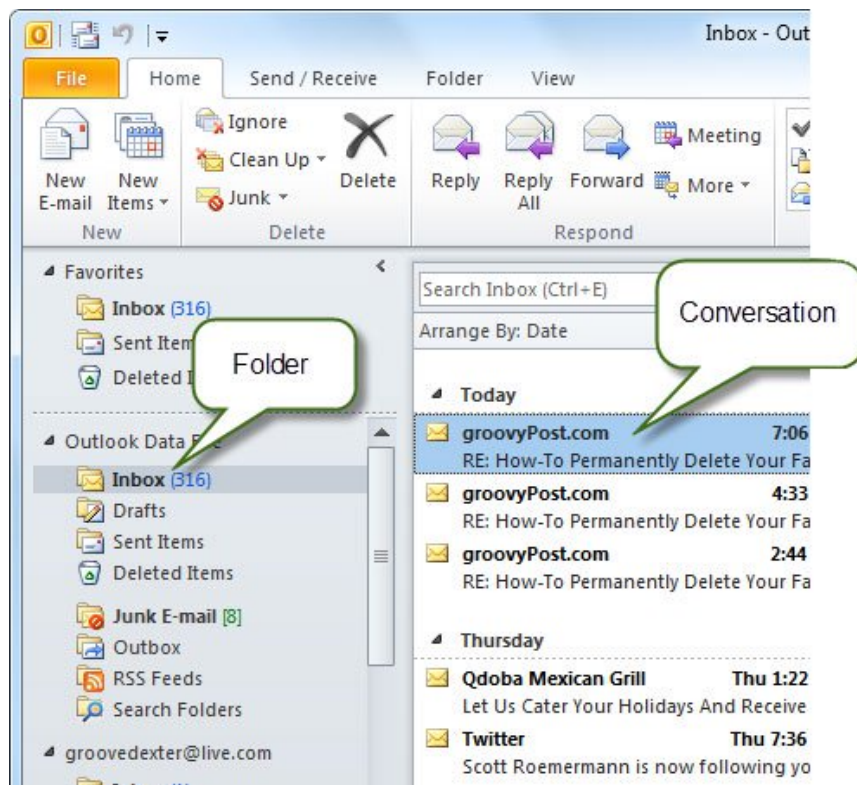 Inbox - Out
File Home Send / Receive Folder View
New E-mail
New Items
Ignore
Clean Up
Junk
Delete
Reply
Reply All
Forward
Meeting
More
New Delete Respond
Favorites
Inbox (316)
Sent Item
Deleted I
Folder
Outlook Data
Inbox (316)
Drafts
Sent Items
Deleted Items
Junk E-mail [8]
Outbox
RSS Feeds
Search Folders
groovedexter@live.com
Search Inbox (Ctrl+E)
Conversation
Arrange By: Date
Today
groovyPost.com 7:06
RE: How-To Permanently Delete Your Fa
groovyPost.com 4:33
RE: How-To Permanently Delete Your Fa
groovyPost.com 2:44
RE: How-To Permanently Delete Your Fa
Thursday
Qdoba Mexican Grill Thu 1:22
Let Us Cater Your Holidays And Receive
Twitter Thu 7:36
Scott Roemermann is now following yo